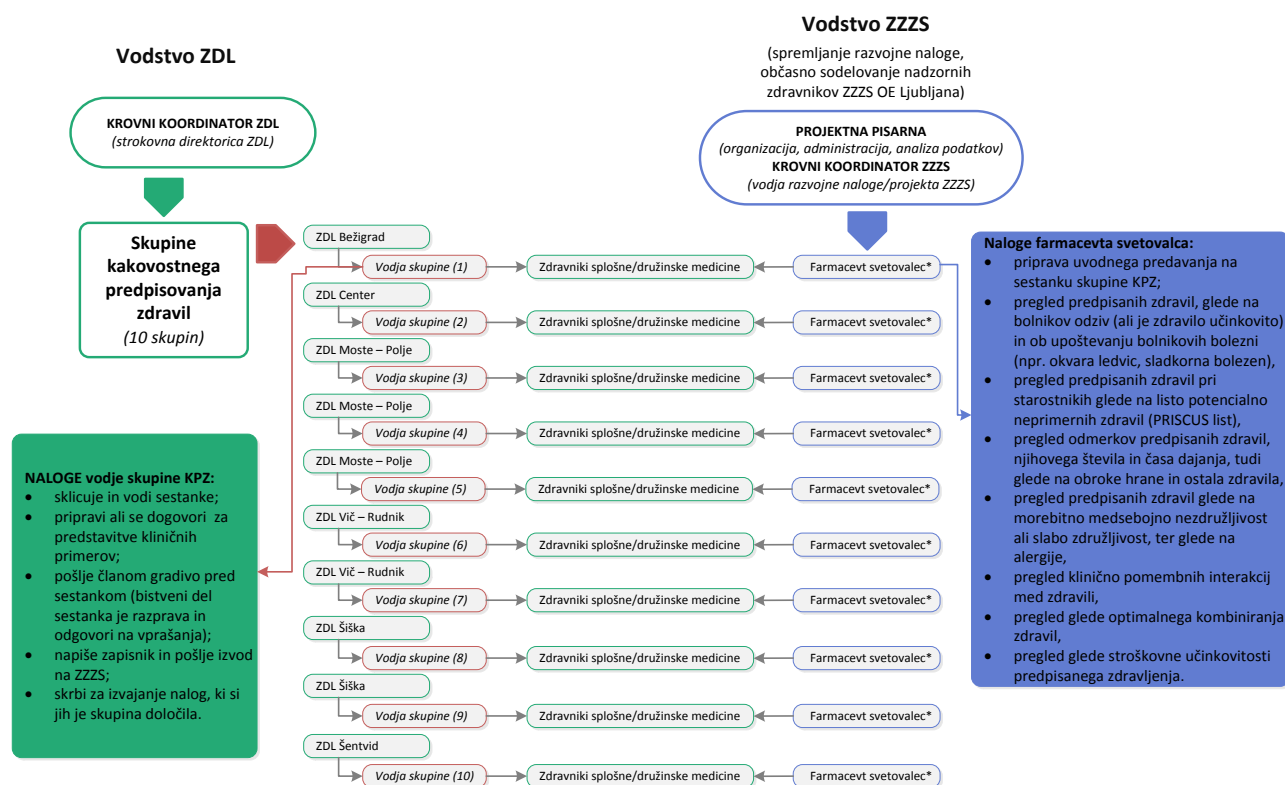 Vodstvo ZDL
KROVNI KOORDINATOR ZDL
(strokovna direktorica ZDL)
Skupine
kakovostnega
predpisovanja
zdravil
(10 skupin)
Vodstvo ZZZS
(spremljanje razvojne naloge,
občasno sodelovanje nadzornih
zdravnikov ZZZS OE Ljubljana)
PROJEKTNA PISARNA
(organizacija, administracija, analiza podatkov)
KROVNI KOORDINATOR ZZZS
(vodja razvojne naloge/projekta ZZZS)
ZDL Bežigrad
Vodja skupine (1)
Zdravniki splošne/družinske medicine
Farmacevt svetovalec*
ZDL Center
Vodja skupine (2)
Zdravniki splošne/družinske medicine
Farmacevt svetovalec*
ZDL Moste – Polje
Vodja skupine (3)
Zdravniki splošne/družinske medicine
Farmacevt svetovalec*
ZDL Moste – Polje
Vodja skupine (4)
Zdravniki splošne/družinske medicine
Farmacevt svetovalec*
ZDL Moste – Polje
Vodja skupine (5)
Zdravniki splošne/družinske medicine
Farmacevt svetovalec*
ZDL Vič – Rudnik
Vodja skupine (6)
Zdravniki splošne/družinske medicine
Farmacevt svetovalec*
ZDL Vič – Rudnik
Vodja skupine (7)
Zdravniki splošne/družinske medicine
Farmacevt svetovalec*
ZDL Šiška
Vodja skupine (8)
Zdravniki splošne/družinske medicine
Farmacevt svetovalec*
ZDL Šiška
Vodja skupine (9)
Zdravniki splošne/družinske medicine
Farmacevt svetovalec*
ZDL Šentvid
Vodja skupine (10)
Zdravniki splošne/družinske medicine
Farmacevt svetovalec*
NALOGE vodje skupine KPZ:
• sklicuje in vodi sestanke;
• pripravi ali se dogovori za
predstavitve kliničnih
primerov;
• pošlje članom gradivo pred
sestankom (bistveni del
sestanka je razprava in
odgovori na vprašanja);
• napiše zapisnik in pošlje izvod
na ZZZS;
• skrbi za izvajanje nalog, ki si
jih je skupina določila.
Naloge farmacevta svetovalca:
• priprava uvodnega predavanja na
sestanku skupine KPZ;
• pregled predpisanih zdravil, glede na
bolnikov odziv (ali je zdravilo učinkovito)
in ob upoštevanju bolnikovih bolezni
(npr. okvara ledvic, sladkorna bolezen),
• pregled predpisanih zdravil pri
starostnikih glede na listo potencialno
neprimernih zdravil (PRISCUS list),
• pregled odmerkov predpisanih zdravil,
njihovega števila in časa dajanja, tudi
glede na obroke hrane in ostala zdravila,
• pregled predpisanih zdravil glede na
morebitno medsebojno nezdružljivost
ali slabo združljivost, ter glede na
alergije,
• pregled klinično pomembnih interakcij
med zdravili,
• pregled glede optimalnega kombiniranja
zdravil,
• pregled glede stroškovne učinkovitosti
predpisanega zdravljenja.